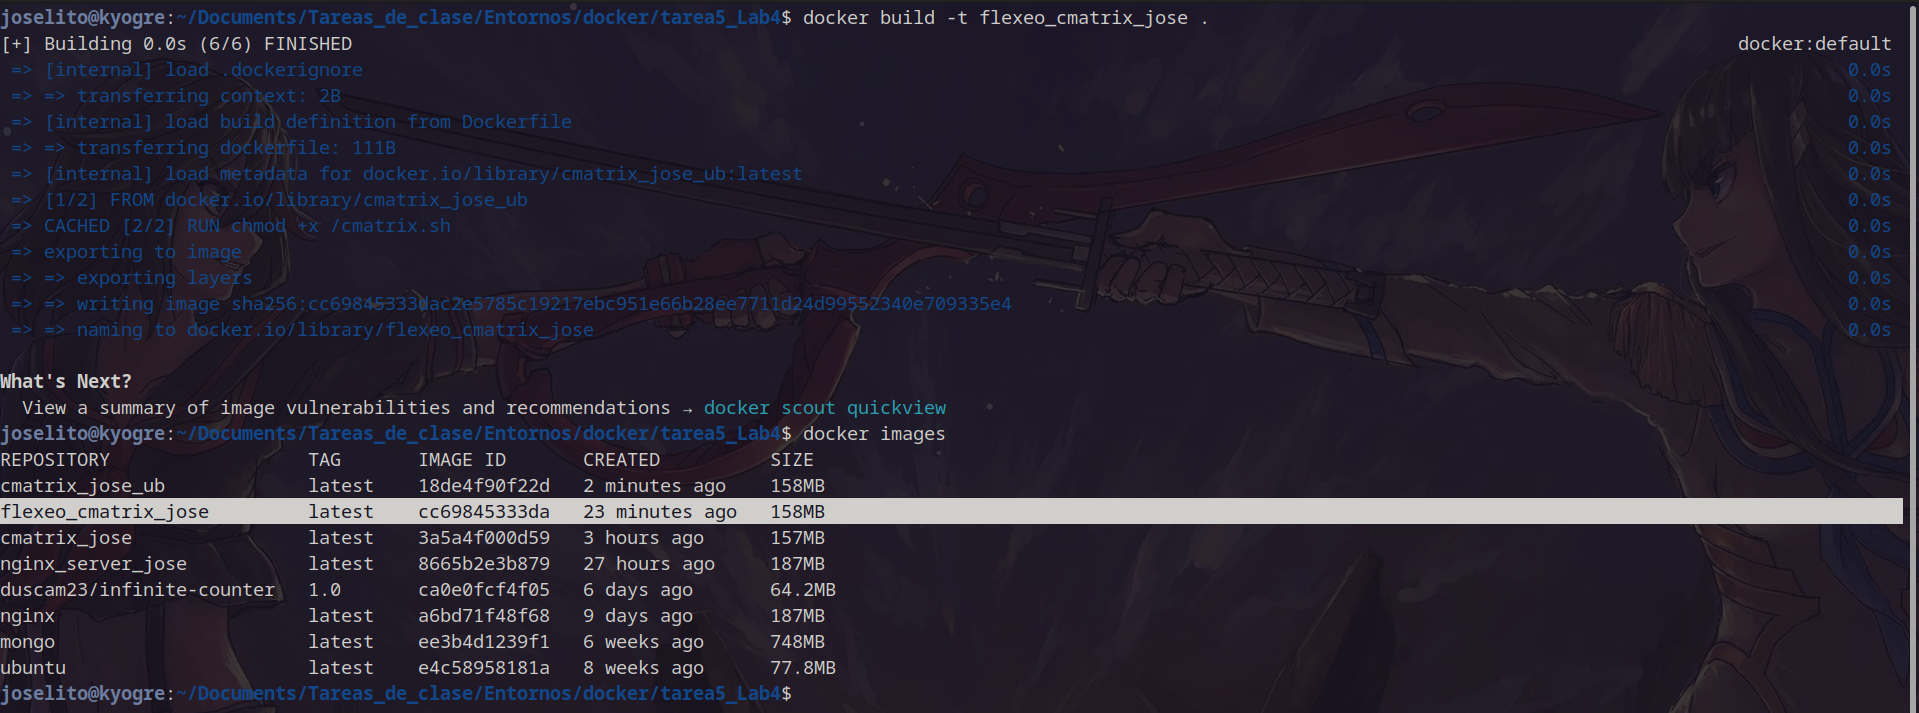 joselito@kyogre:~/Documents/Tareas_de_clase/Entornos/docker/tarea5_Lab4$ docker build -t flexeo_cmatrix_jose .
[+] Building 0.0s (6/6) FINISHED docker:default
=> [internal] load .dockerignore 0.0s
=> => transferring context: 2B 0.0s
=> [internal] load build definition from Dockerfile 0.0s
=> => transferring dockerfile: 111B 0.0s
=> [internal] load metadata for docker.io/library/cmatrix_jose_ub:latest 0.0s
=> [1/2] FROM docker.io/library/cmatrix_jose_ub 0.0s
=> CACHED [2/2] RUN chmod +x /cmatrix.sh 0.0s
=> exporting to image 0.0s
=> => exporting layers 0.0s
=> => writing image sha256:cc69845333dac2e5785c19217ebc951e66b28ee7711d24d99552340e709335e4 0.0s
=> => naming to docker.io/library/flexeo_cmatrix_jose 0.0s
What's Next?
View a summary of image vulnerabilities and recommendations → docker scout quickview
joselito@kyogre:~/Documents/Tareas_de_clase/Entornos/docker/tarea5_Lab4$ docker images
REPOSITORY TAG IMAGE ID CREATED SIZE
cmatrix_jose_ub latest 18de4f90f22d 2 minutes ago 158MB
flexeo_cmatrix_jose latest cc69845333da 23 minutes ago 158MB
cmatrix_jose latest 3a5a4f000d59 3 hours ago 157MB
nginx_server_jose latest 8665b2e3b879 27 hours ago 187MB
duscam23/infinite-counter 1.0 ca0e0fcf4f05 6 days ago 64.2MB
nginx latest a6bd71f48f68 9 days ago 187MB
mongo latest ee3b4d1239f1 6 weeks ago 748MB
ubuntu latest e4c58958181a 8 weeks ago 77.8MB
joselito@kyogre:~/Documents/Tareas_de_clase/Entornos/docker/tarea5_Lab4$